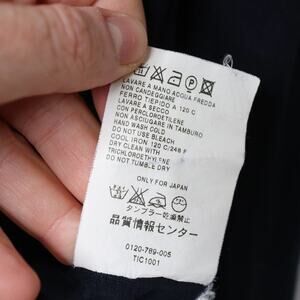 LAVARE A MANO ACQUA FREDDA
NON CANDEGGIARE
FERRO TIEPIDO A 120 C
LAVARE A SECCO
CON PERCLOROETILENE
NON ASCIUGARE IN TAMBURO
HAND WASH COLD
DO NOT USE BLEACH
COOL IRON 120/248 F
DRY CLEAN WITH
TRICHLOROETHYLENE
DO NOT TUMBLE DRY
ONLY FOR JAPAN
タンブラー乾燥禁止
品質情報センター
0120-789-005
TIC1001